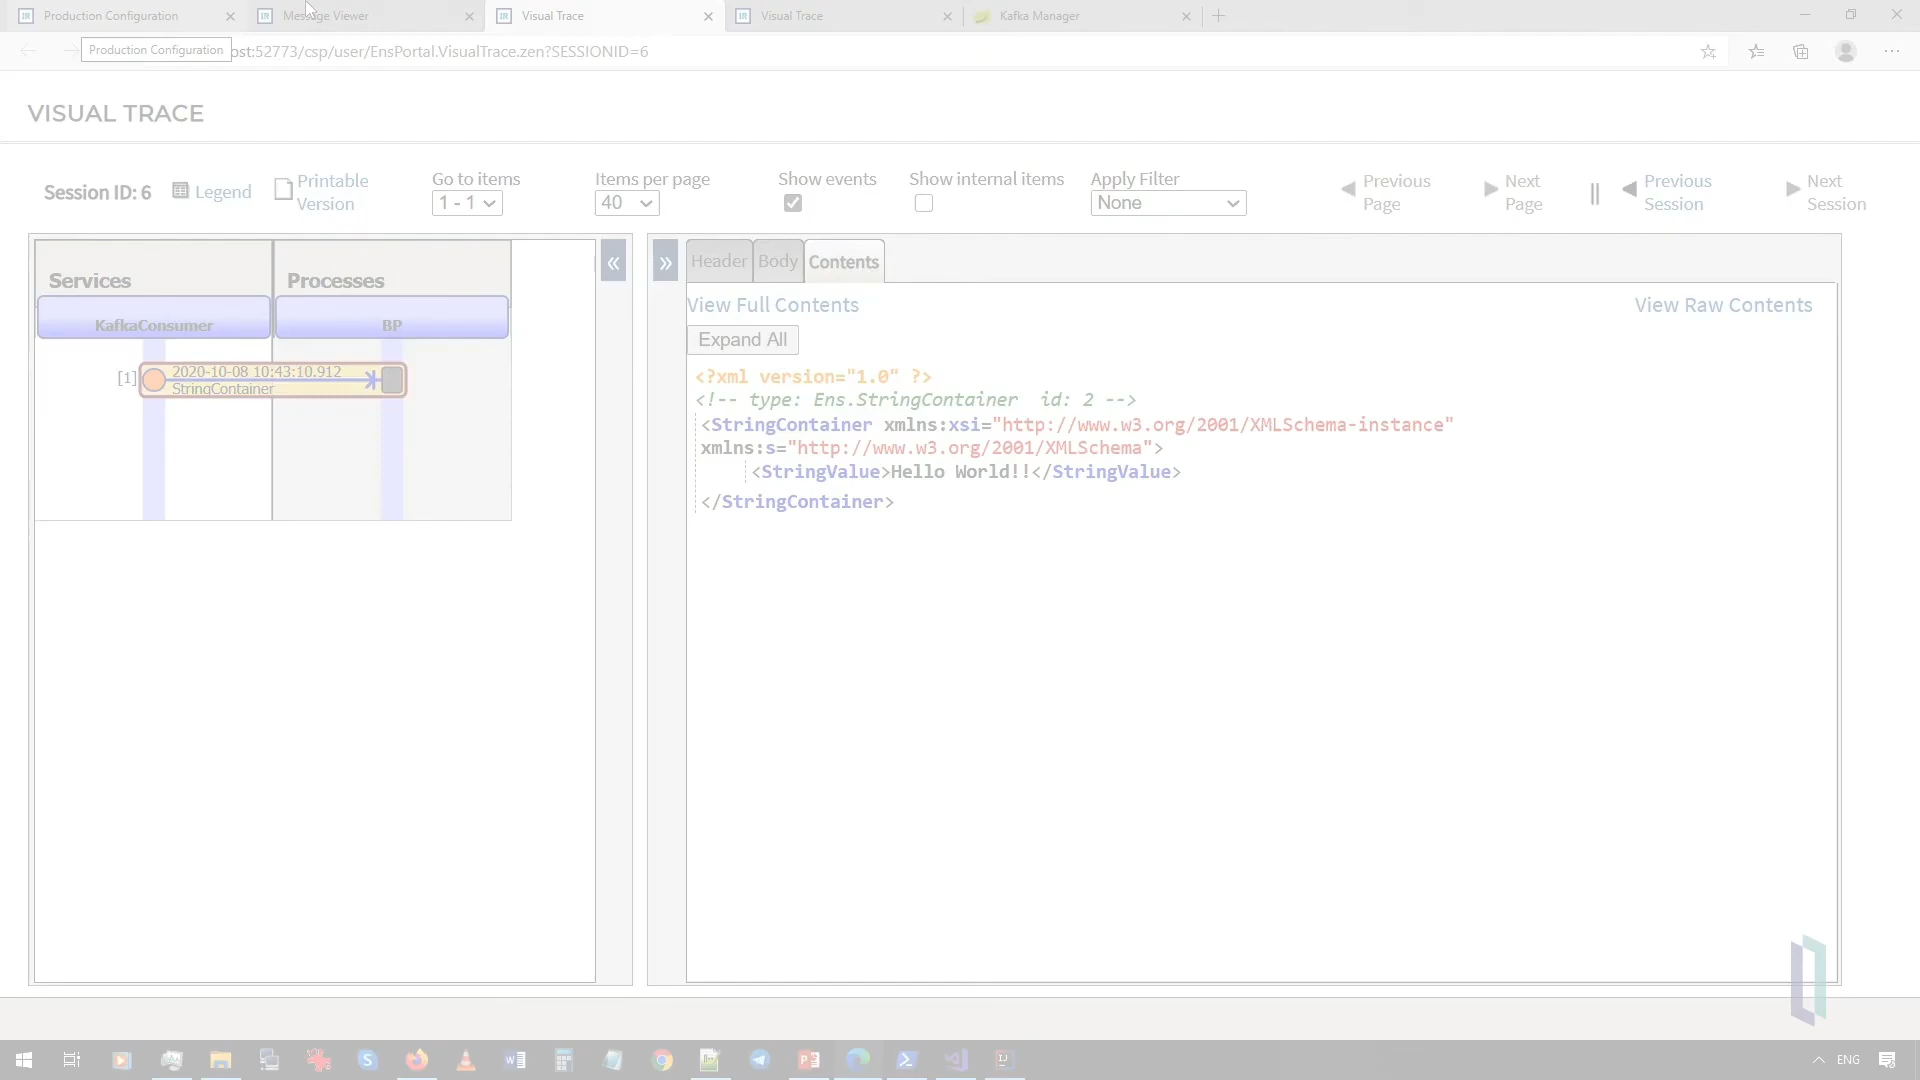 Production Configuration
Message Viewer
Visual Trace
Visual Trace
Kafka Manager
Production Configuration
ost:52773/csp/user/EnsPortal.VisualTrace.zen?SESSIONID=6
VISUAL TRACE
Session ID: 6
Legend
Printable
Version
Go to items
1 - 1
Items per page
40
Show events
Show internal items
Apply Filter
None
Previous
Page
Next
Page
Previous
Session
Next
Session
Services
Processes
KafkaConsumer
BP
[1]
2020-10-08 10:43:10.912
StringContainer
«
»
Header
Body
Contents
View Full Contents
View Raw Contents
Expand All
<?xml version="1.0" ?>
<!-- type: Ens.StringContainer  id: 2 -->
<StringContainer xmlns:xsi="http://www.w3.org/2001/XMLSchema-instance"
xmlns:s="http://www.w3.org/2001/XMLSchema">
<StringValue>Hello World!!</StringValue>
</StringContainer>
ENG